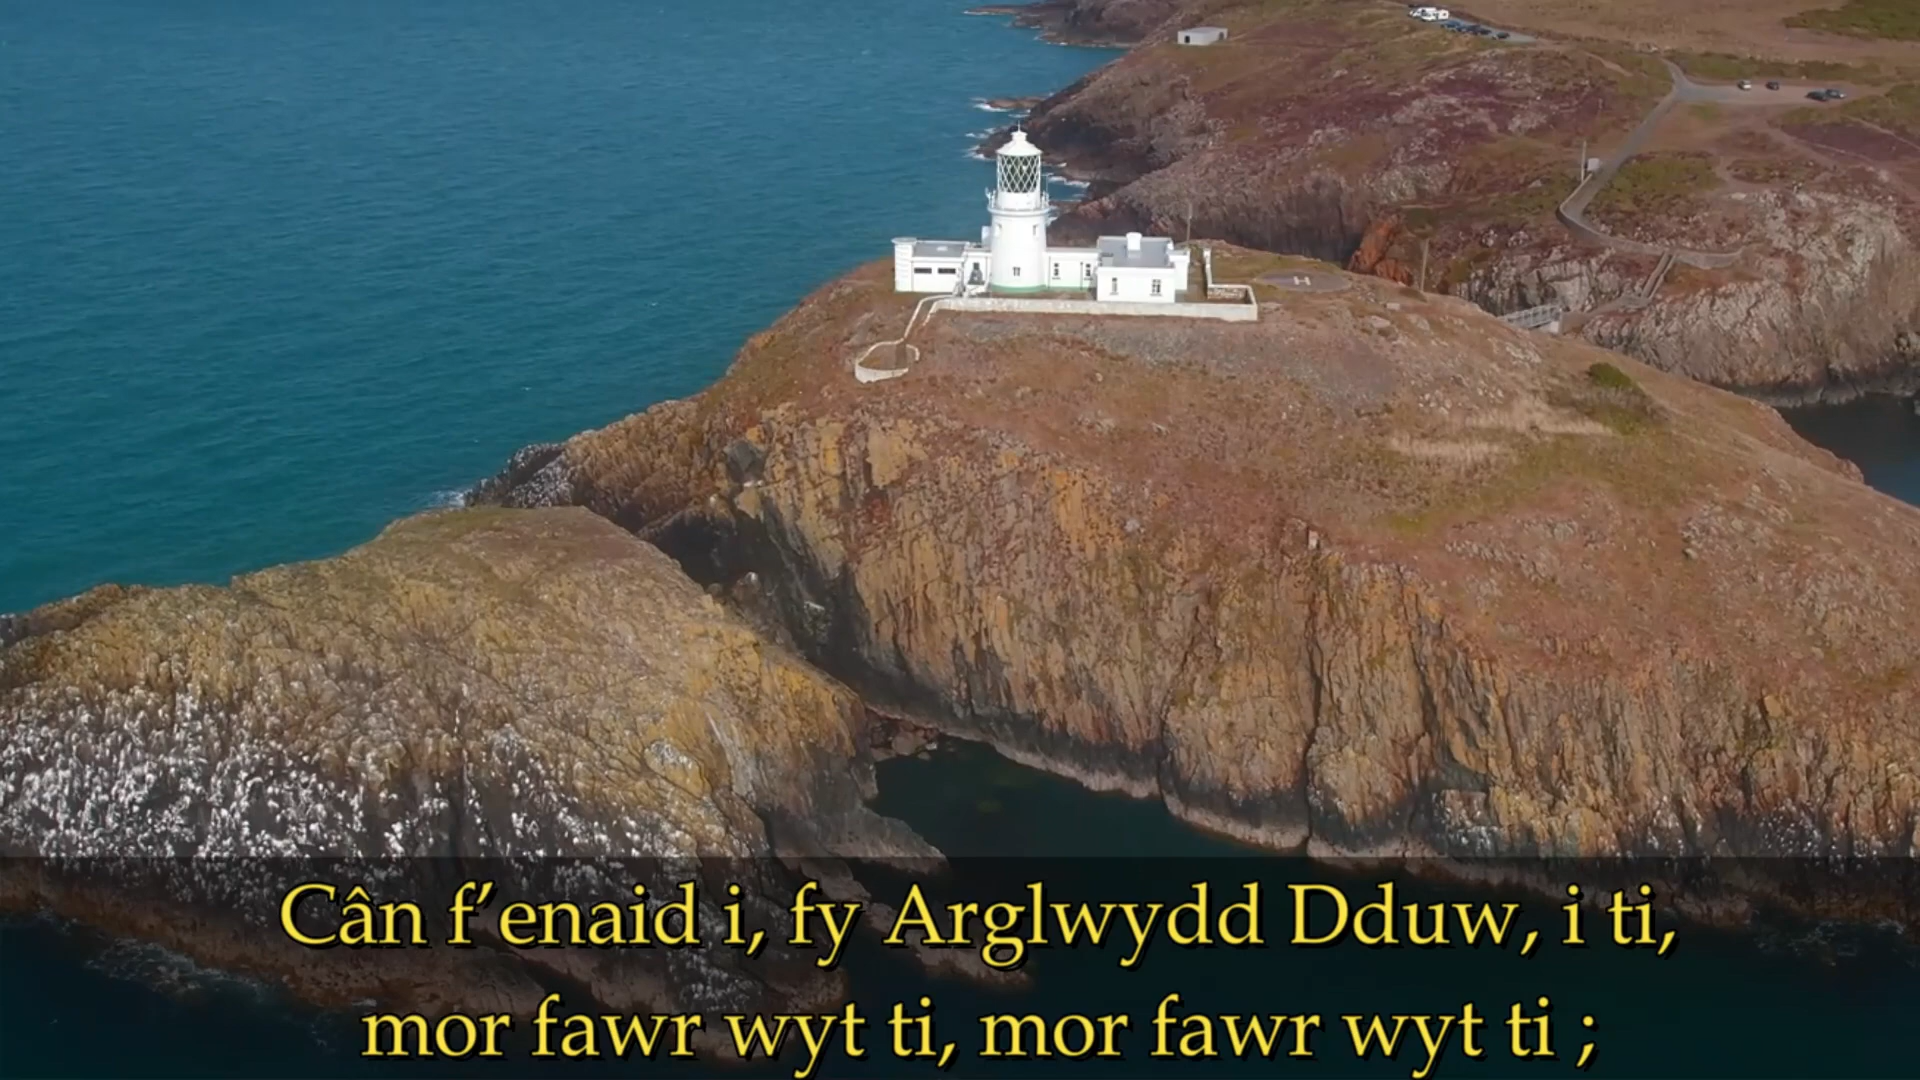 Cân f’enaid i, fy Arglwydd Dduw, i ti,
mor fawr wyt ti, mor fawr wyt ti ;